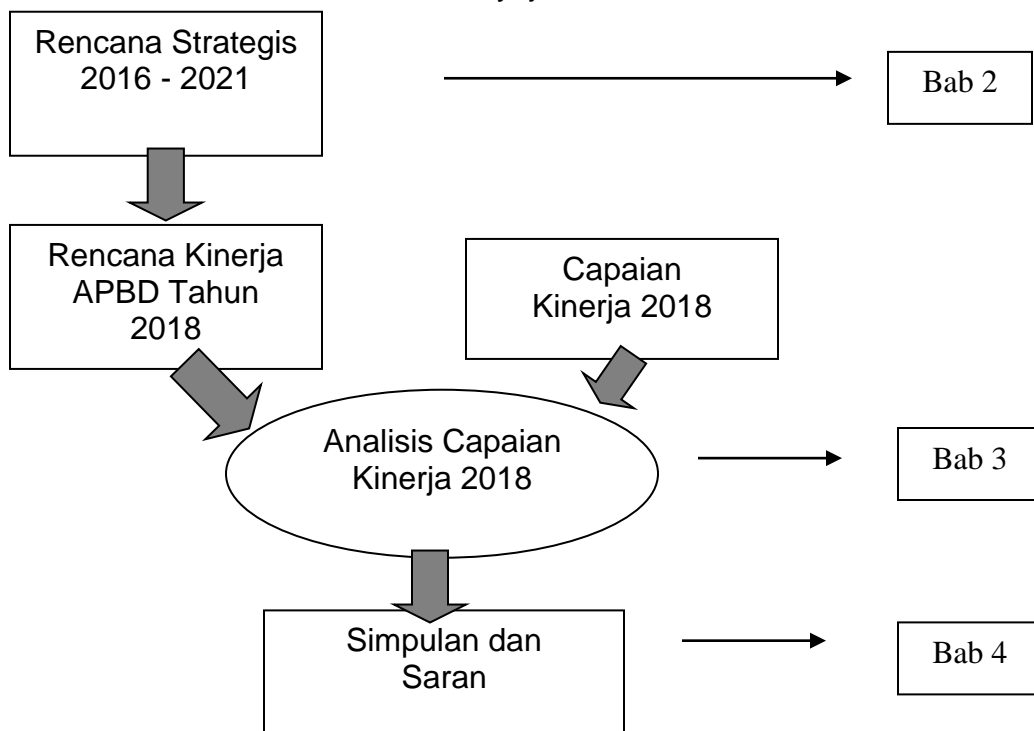 Rencana Strategis
2016 - 2021
Bab 2
Rencana Kinerja
APBD Tahun
2018
Capaian
Kinerja 2018
Analisis Capaian
Kinerja 2018
Bab 3
Simpulan dan
Saran
Bab 4